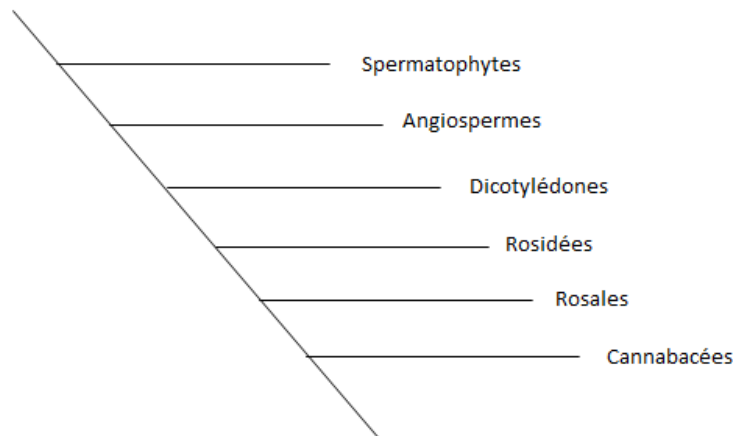 Spermatophytes
Angiospermes
Dicotylédones
Rosidées
Rosales
Cannabacées